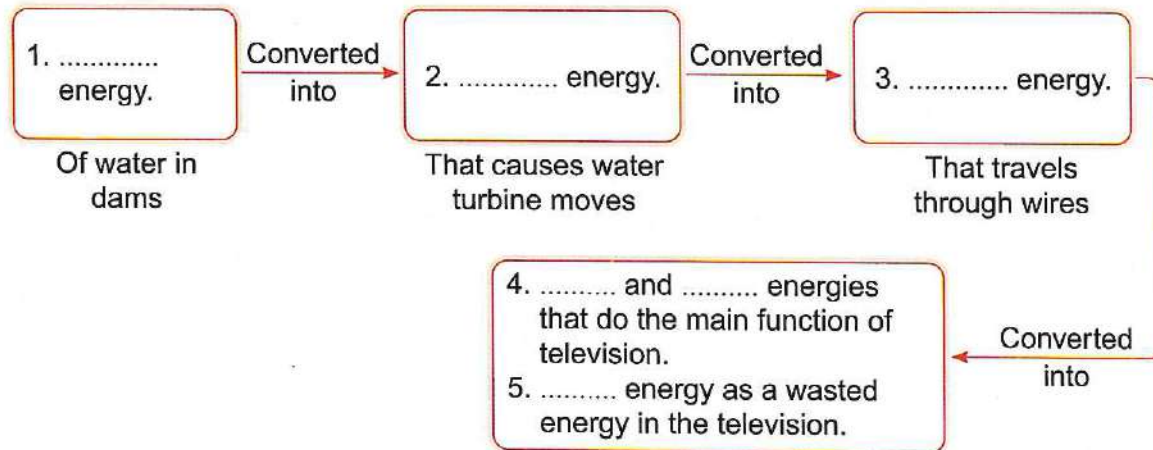 1. .............
energy.
Converted
into
2. ............. energy.
Converted
into
3. ............. energy.
Of water in
dams
That causes water
turbine moves
That travels
through wires
4. .......... and .......... energies
that do the main function of
television.
5. .......... energy as a wasted
energy in the television.
Converted
into